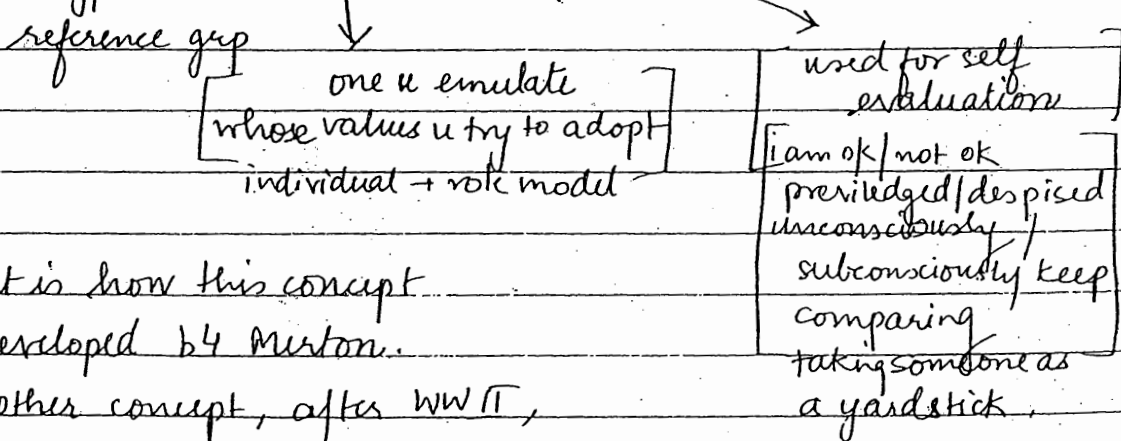 reference grp
one u emulate
whose values u try to adopt
individual → role model
used for self
evaluation
i am ok/not ok
previledged/despised
unconsciously/
subconsciously keep
comparing
taking someone as
a yardstick.
t is how this concept
eveloped b4 Merton.
other concept, after WW II,